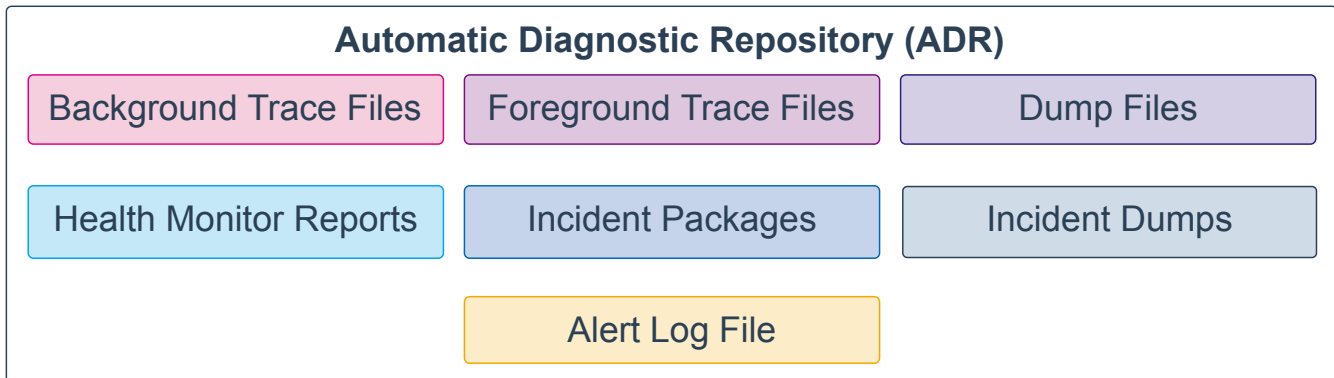 Automatic Diagnostic Repository (ADR)
Background Trace Files
Foreground Trace Files
Dump Files
Health Monitor Reports
Incident Packages
Incident Dumps
Alert Log File